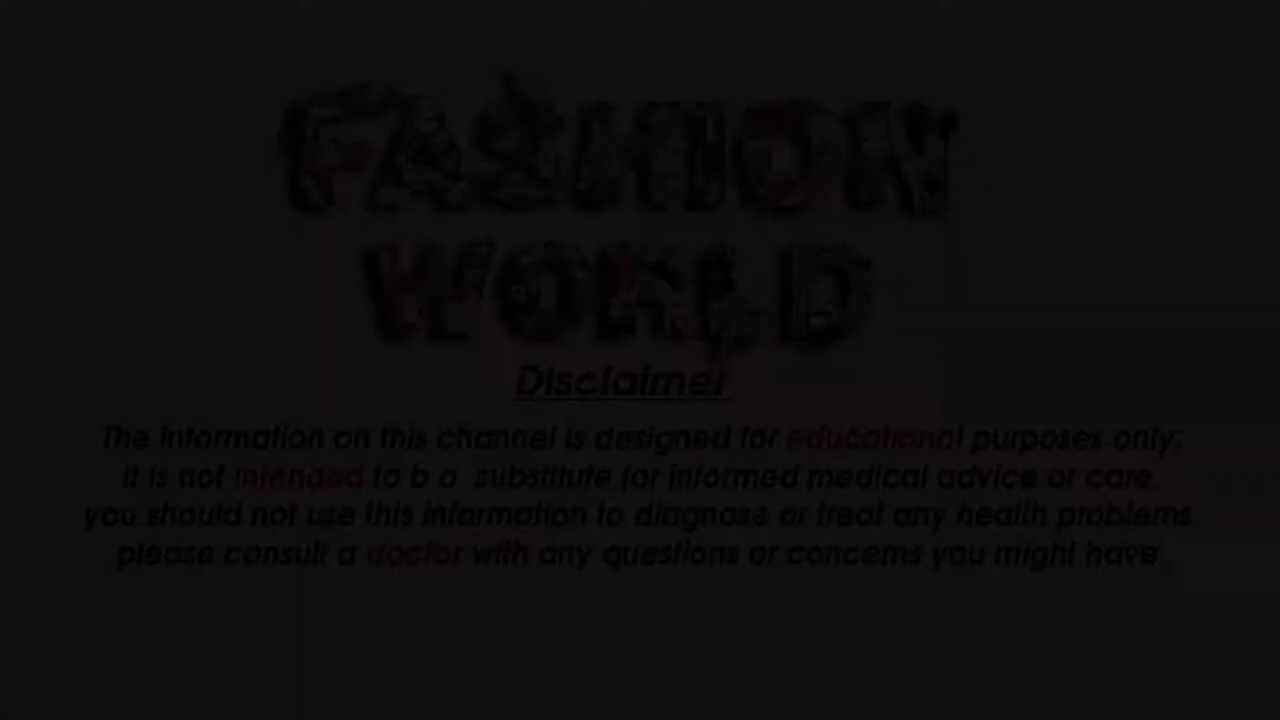 FASHION
WORLD
Disclaimer
The information on this channel is designed for educational purposes only.
It is not intended to b a substitute for informed medical advice or care.
you should not use this information to diagnose or treat any health problems
please consult a doctor with any questions or concerns you might have.